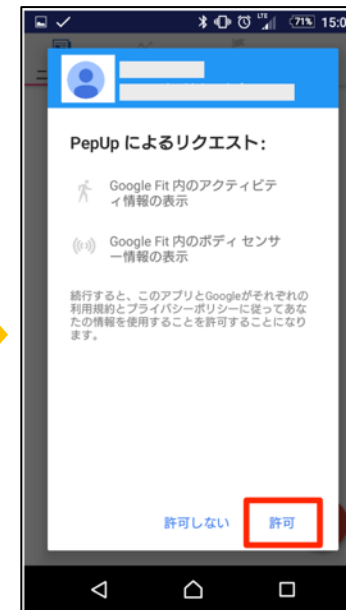 LTE 71% 15:0
PepUp によるリクエスト:
Google Fit 内のアクティビテ
ィ情報の表示
Google Fit 内のボディ センサ
ー情報の表示
続行すると、このアプリとGoogleがそれぞれの
利用規約とプライバシーポリシーに従ってあな
たの情報を使用することを許可することになり
ます。
許可しない 許可